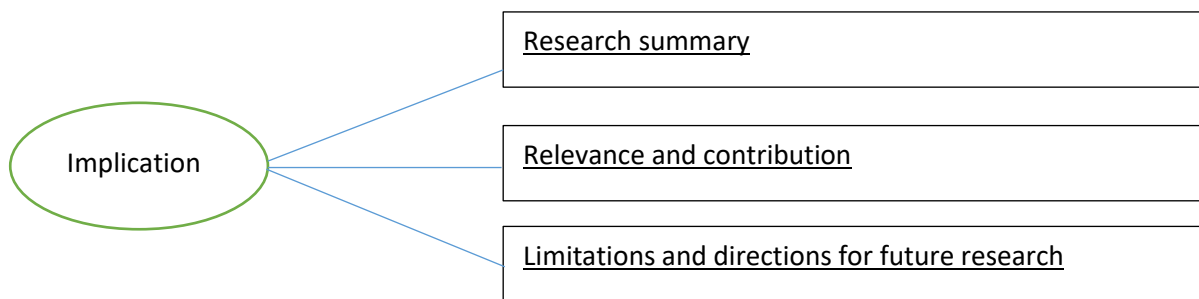 Research summary
Implication
Relevance and contribution
Limitations and directions for future research